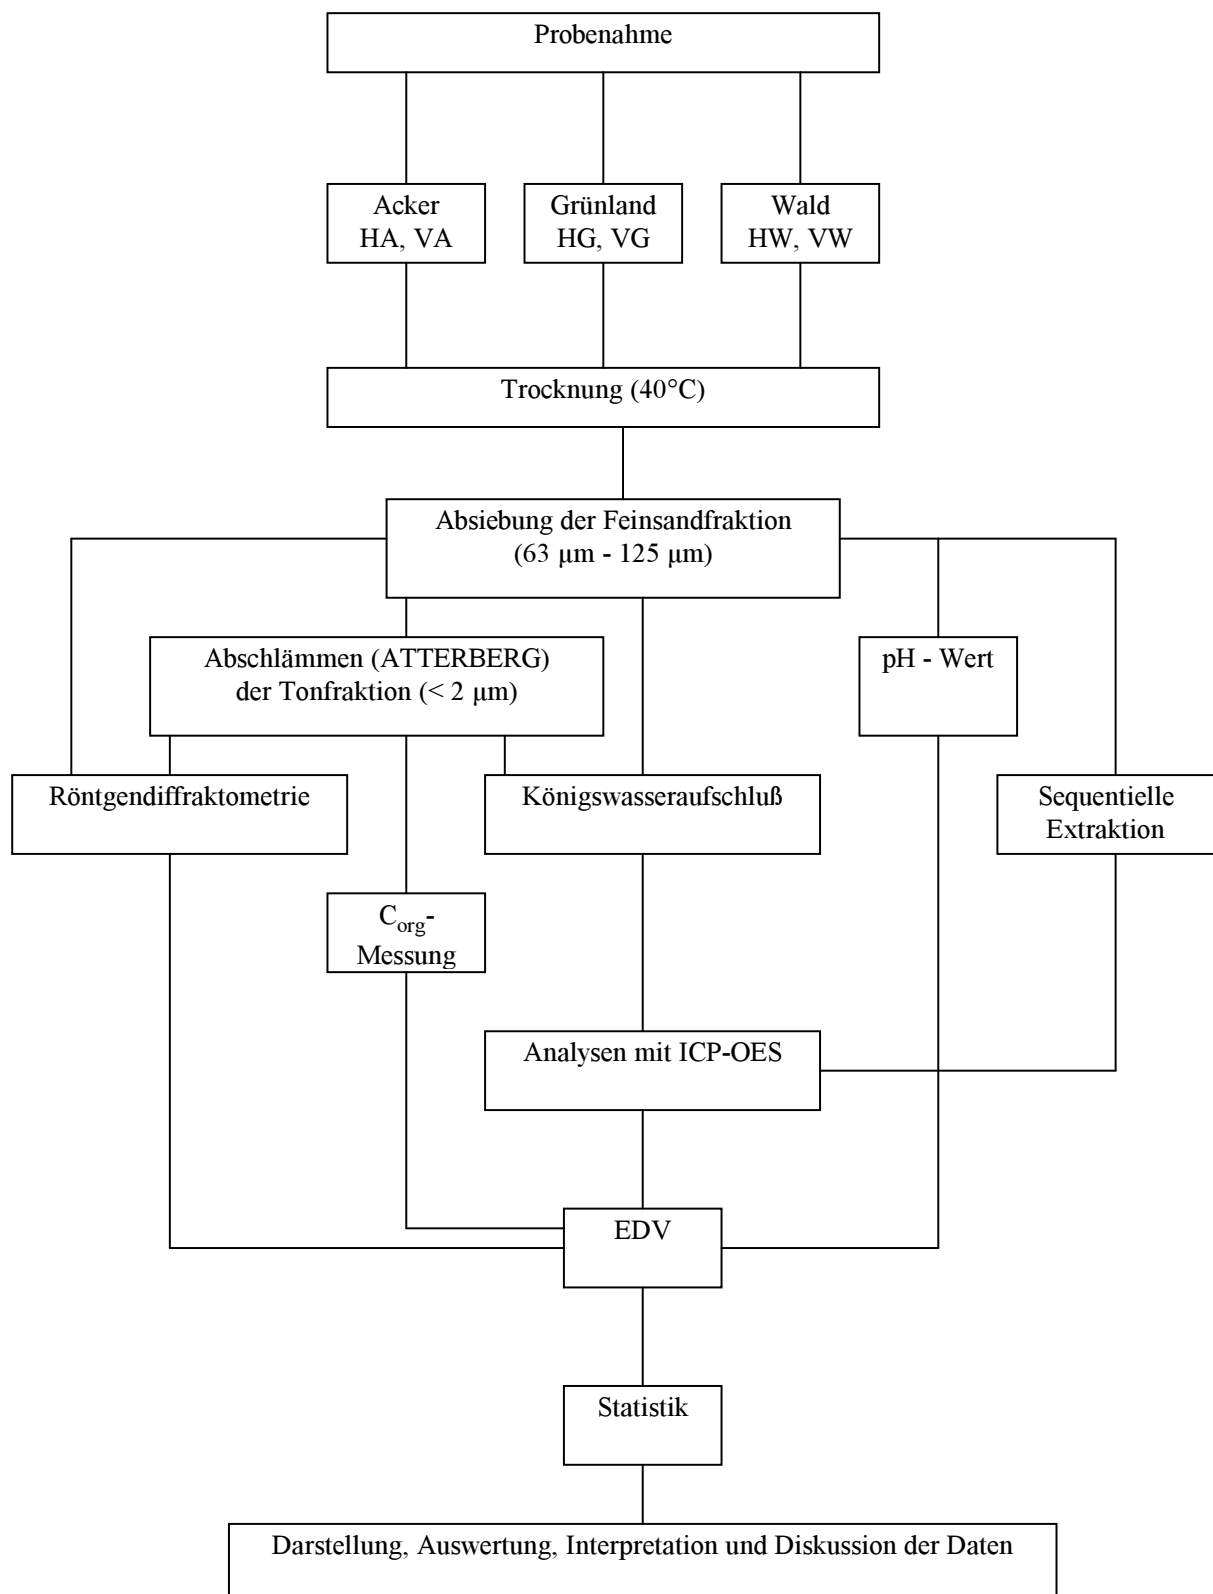 Probenahme
Acker
HA, VA
Grünland
HG, VG
Wald
HW, VW
Trocknung (40°C)
Absiebung der Feinsandfraktion
(63 µm - 125 µm)
Abschlämmen (ATTERBERG)
der Tonfraktion (< 2 µm)
pH - Wert
Röntgendiffraktometrie
Königswasseraufschluß
Sequentielle
Extraktion
Corg-
Messung
Analysen mit ICP-OES
EDV
Statistik
Darstellung, Auswertung, Interpretation und Diskussion der Daten